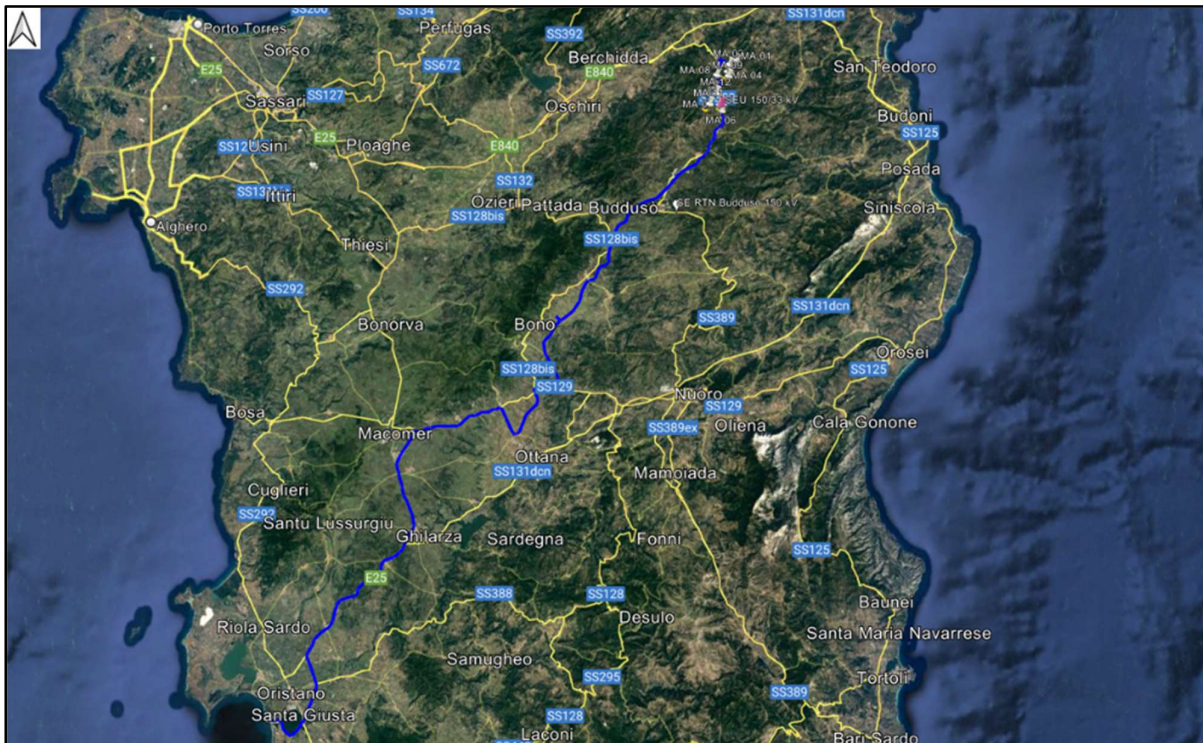 SS200
SS134
SS131dcn
Porto Torres
Perfugas
SS392
Sorso
Berchidda
MA 01
SS672
E840
MA 08
MA 04
San Teodoro
E25
Sassari
SS127
Oschiri
SEU 150/33 kV
Budoni
MA 06
E25
Ploaghe
E840
SS125
Usini
SS132
Posada
Ittiri
Ozieri
Pattada
Budduso
SE RTN Buddusò 150 kV
Siniscola
Alghero
SS128bis
Thiesi
SS128bis
SS292
SS131dcn
Bonorva
Bono
SS389
Orosei
SS128bis
SS125
SS129
Nuoro
SS129
Bosa
Macomer
SS389ex
Oliena
Cala Gonone
Ottana
SS131dcn
Mamoiada
Cuglieri
SS292
Santu Lussurgiu
Ghilarza
Sardegna
Fonni
SS125
E25
SS388
SS128
Baunei
Riola Sardo
Desulo
Santa Maria Navarrese
Samugheo
SS295
Tortolì
Oristano
SS389
Santa Giusta
SS128
Laconi
Bari Sardo